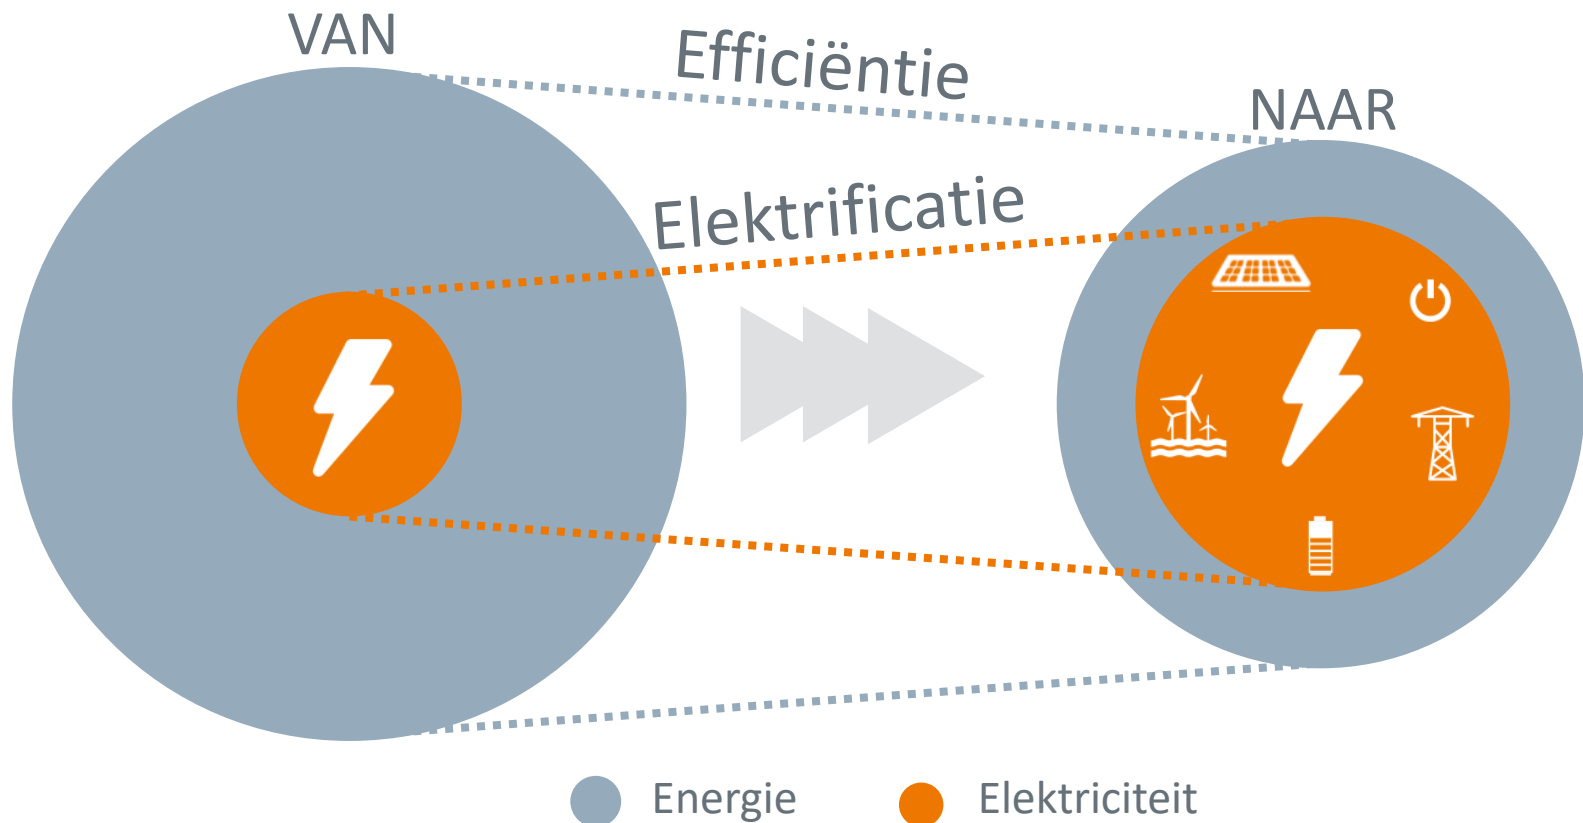 VAN
Efficiëntie
NAAR
Elektrificatie
Energie
Elektriciteit